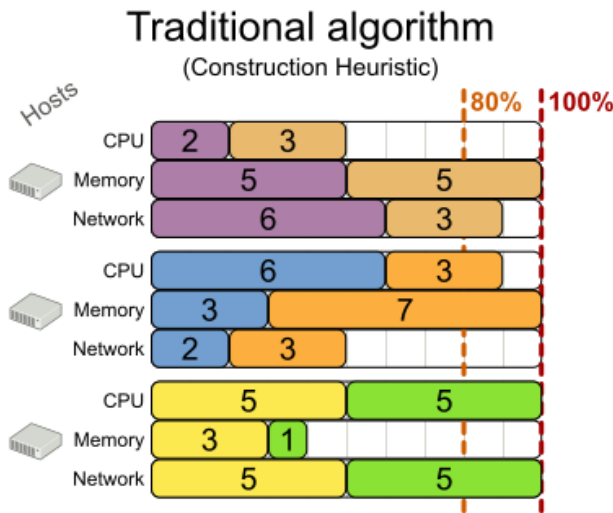 Traditional algorithm
(Construction Heuristic)
Hosts
80% 100%
CPU 2 3
Memory 5 5
Network 6 3
CPU 6 3
Memory 3 7
Network 2 3
CPU 5 5
Memory 3 1
Network 5 5